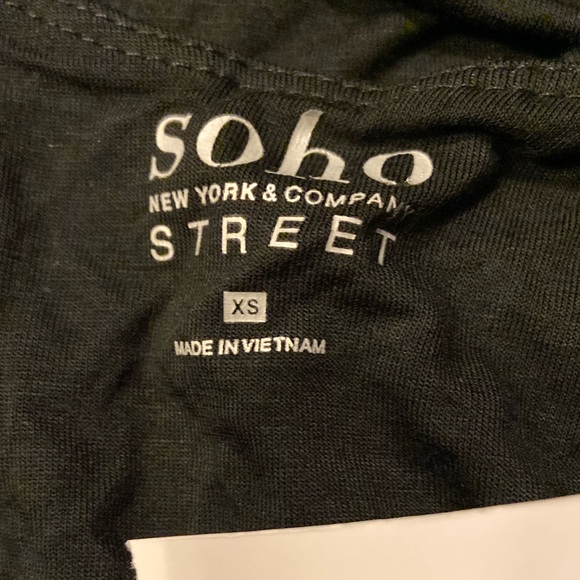 soho
NEW YORK & COMPANY
STREET
XS
MADE IN VIETNAM